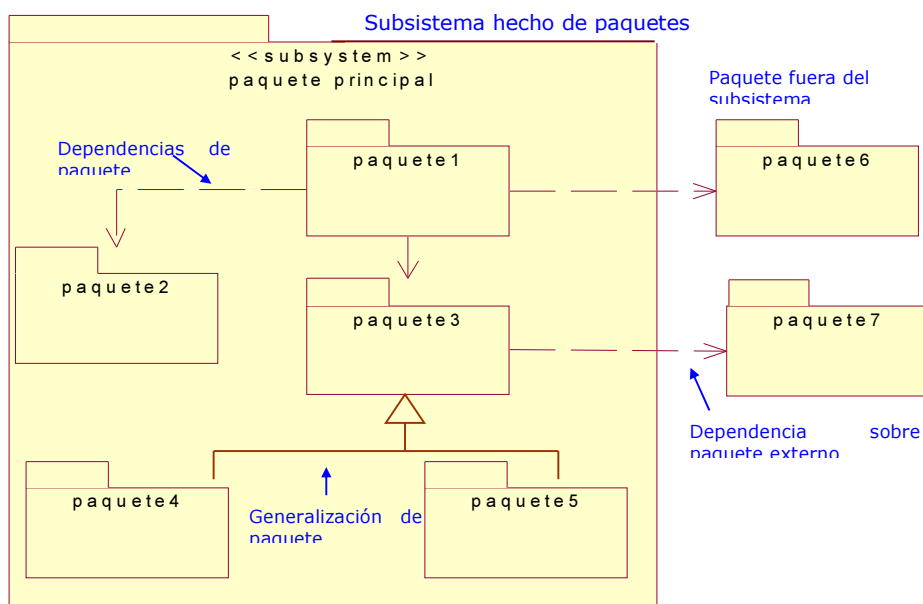 Subsistema hecho de paquetes
<<subsystem>>
paquete principal
Paquete fuera del
subsistema
Dependencias de
paquete
paquete1
paquete6
paquete2
paquete3
paquete7
Dependencia sobre
paquete externo
paquete4
paquete5
Generalización de
paquete